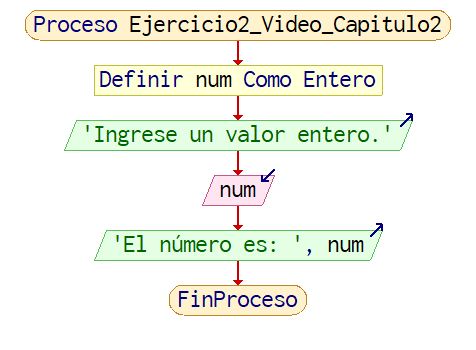 Proceso Ejercicio2_Video_Capitulo2
Definir num Como Entero
'Ingrese un valor entero.'
num
'El número es: ', num
FinProceso